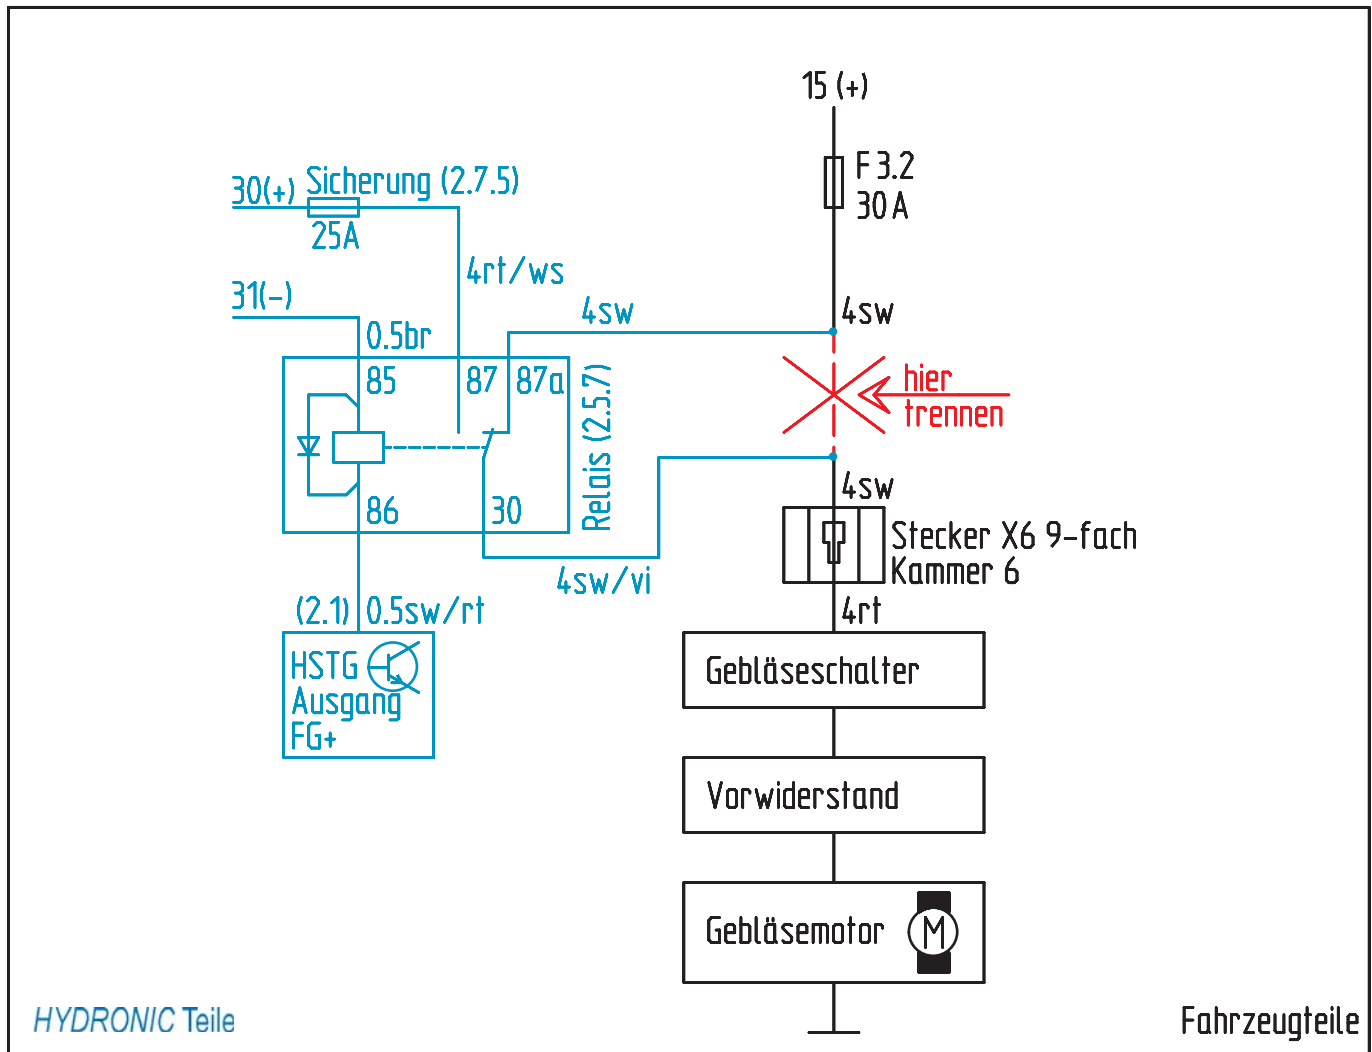 15 (+)
F 3.2
30 A
Sicherung (2.7.5)
30(+)
25A
4rt/ws
31(-)
0.5br
4sw
4sw
85
87
87a
Relais (2.5.7)
hier
trennen
86
30
4sw
Stecker X6 9-fach
Kammer 6
4sw/vi
(2.1)
0.5sw/rt
4rt
HSTG
Ausgang
FG+
Gebläseschalter
Vorwiderstand
Gebläsemotor
M
HYDRONIC Teile
Fahrzeugteile